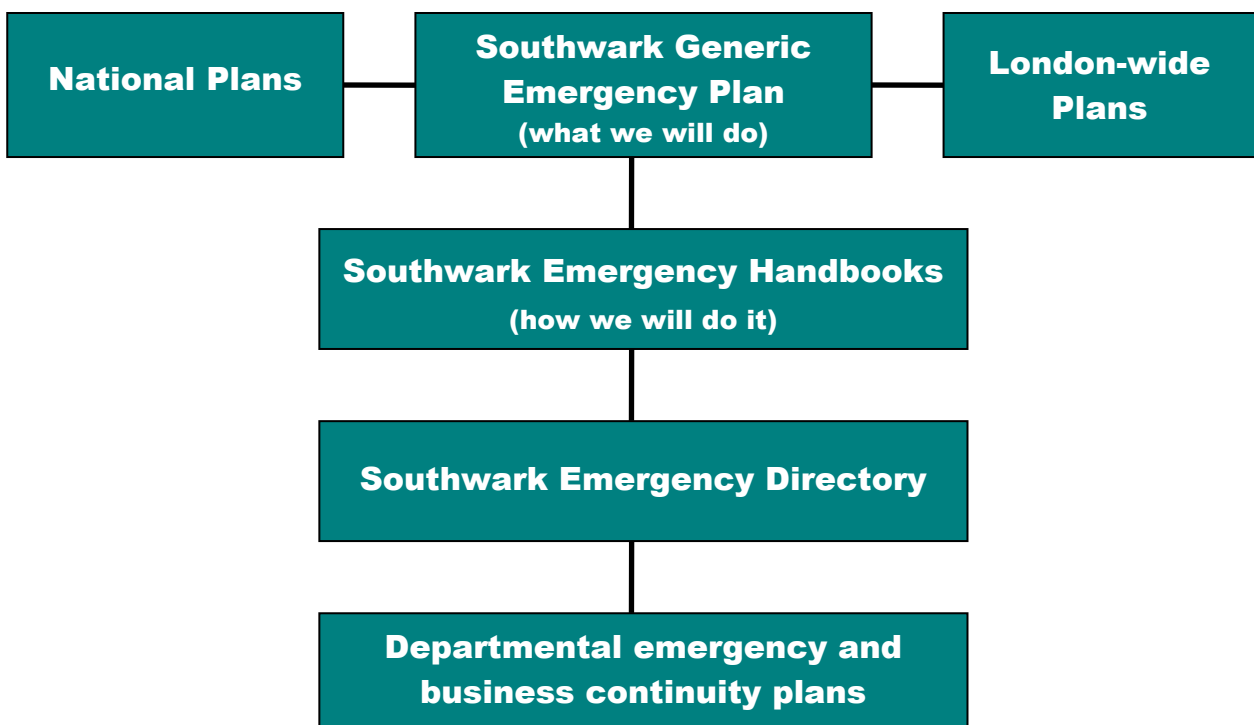 National Plans
Southwark Generic
Emergency Plan
(what we will do)
London-wide
Plans
Southwark Emergency Handbooks
(how we will do it)
Southwark Emergency Directory
Departmental emergency and
business continuity plans